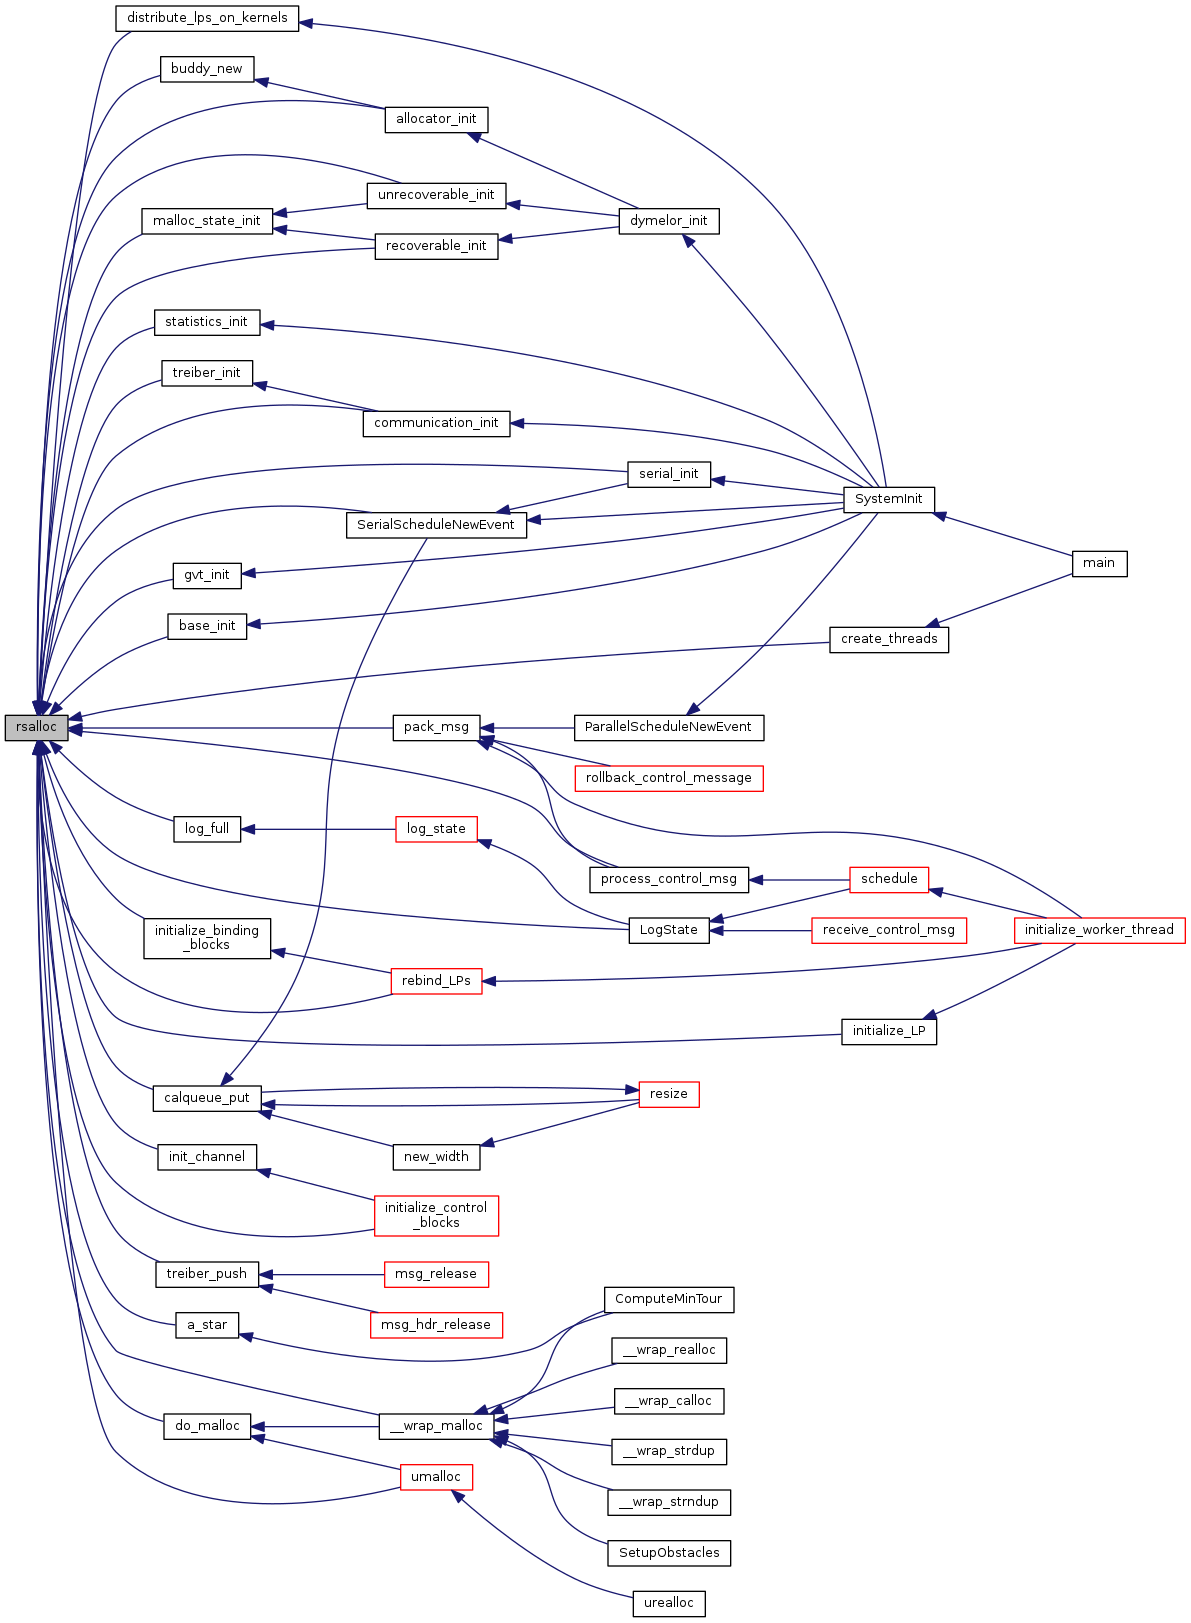 distribute_lps_on_kernels
buddy_new
allocator_init
unrecoverable_init
malloc_state_init
dymelor_init
recoverable_init
statistics_init
treiber_init
communication_init
serial_init
SystemInit
SerialScheduleNewEvent
main
gvt_init
base_init
create_threads
rsalloc
pack_msg
ParallelScheduleNewEvent
rollback_control_message
log_full
log_state
process_control_msg
schedule
initialize_binding
_blocks
LogState
receive_control_msg
initialize_worker_thread
rebind_LPs
initialize_LP
calqueue_put
resize
init_channel
new_width
initialize_control
_blocks
treiber_push
msg_release
ComputeMinTour
a_star
msg_hdr_release
__wrap_realloc
__wrap_calloc
do_malloc
__wrap_malloc
__wrap_strdup
umalloc
__wrap_strndup
SetupObstacles
urealloc